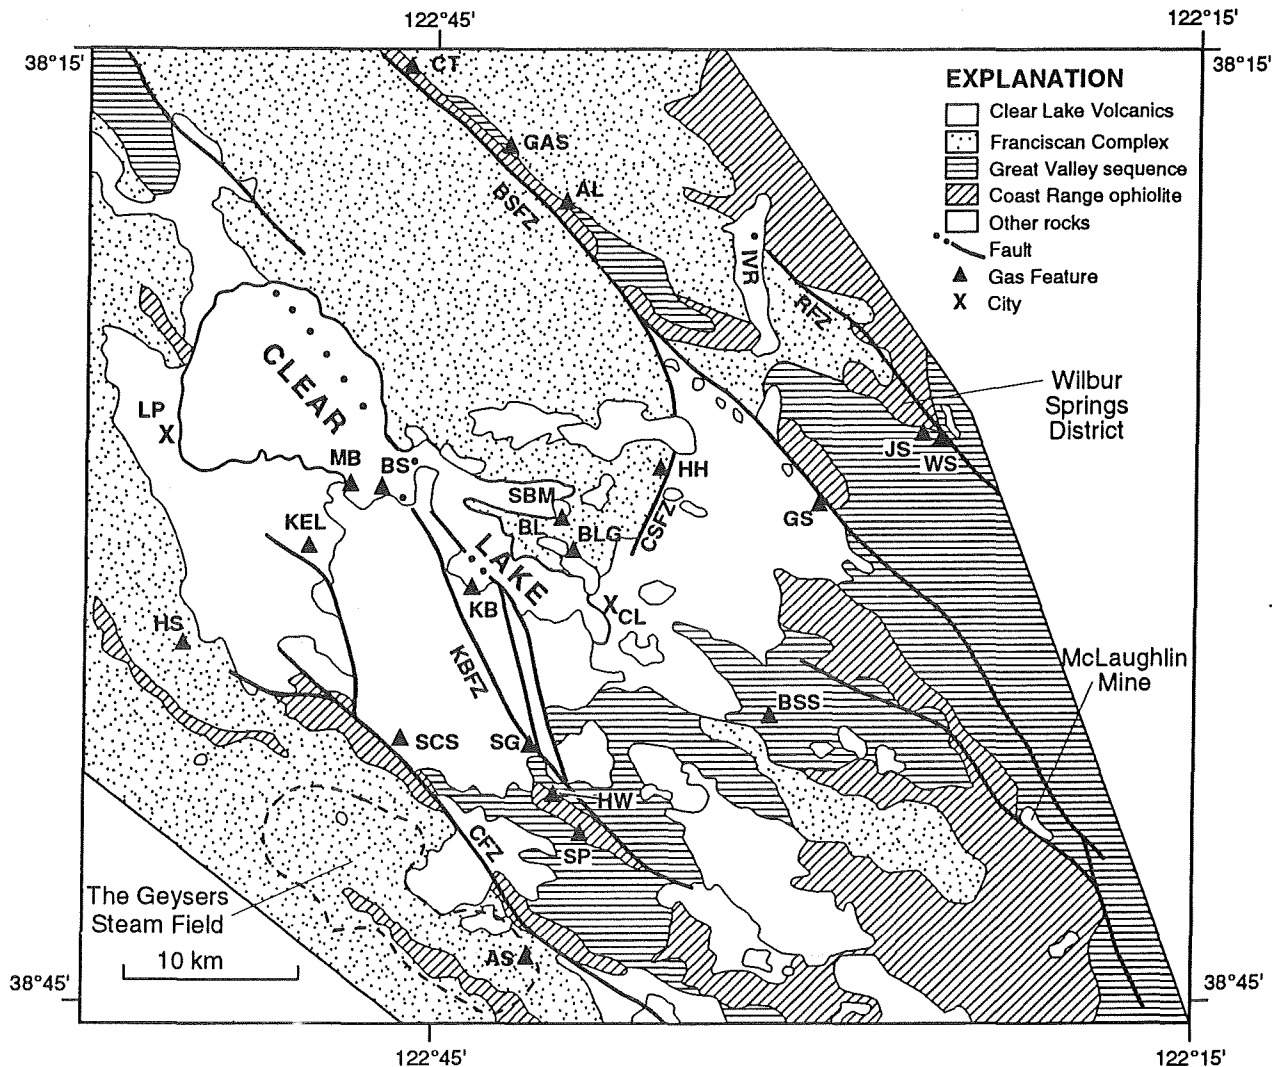 122°45'
122°15'
38°15'
38°15'
EXPLANATION
Clear Lake Volcanics
Franciscan Complex
Great Valley sequence
Coast Range ophiolite
Other rocks
Fault
Gas Feature
X City
CT
GAS
AL
BSFZ
IVR
RFZ
CLEAR
LAKE
Wilbur
Springs
District
LP
X
MB
BS
HH
JS
WS
SBM
GS
BL
BLG
CSFZ
KEL
KB
X
CL
HS
KBFZ
McLaughlin
Mine
BSS
SCS
SG
HW
CFZ
SP
The Geysers
Steam Field
AS
10 km
38°45'
38°45'
122°45'
122°15'